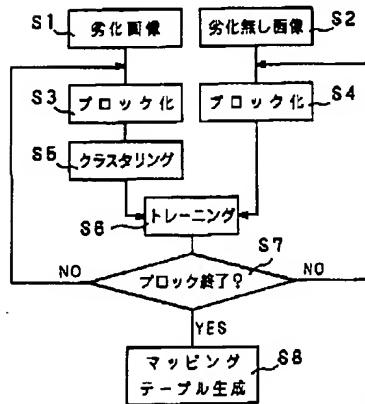 S1
劣化画像
劣化無し画像
S2
S3
ブロック化
ブロック化
S4
S5
クラスタリング
トレーニング
S6
S7
NO
ブロック終了?
NO
YES
マッピング
テーブル生成
S8